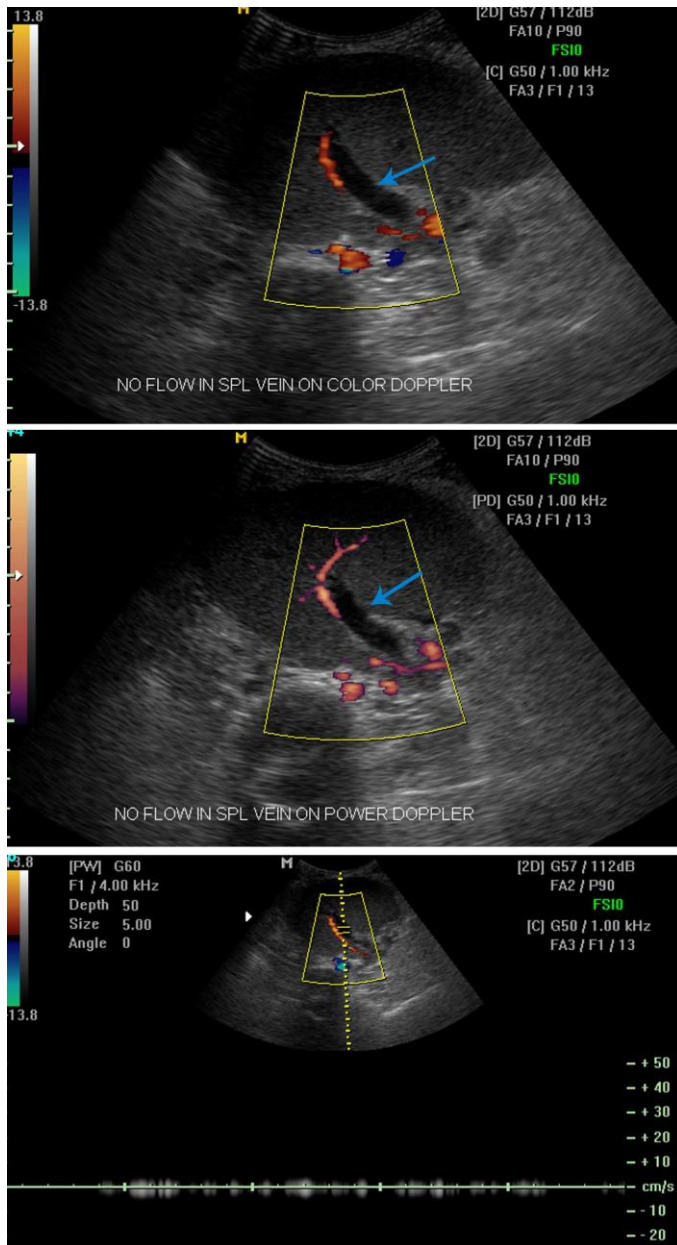 13.8
M
[2D] G57 / 112dB
FA10 / P90
FSI0
[C] G50 / 1.00 kHz
FA3 / F1 / 13
-13.8
NO FLOW IN SPL VEIN ON COLOR DOPPLER
M
[2D] G57 / 112dB
FA10 / P90
FSI0
[PD] G50 / 1.00 kHz
FA3 / F1 / 13
NO FLOW IN SPL VEIN ON POWER DOPPLER
13.8
[PW] G60
F1 / 4.00 kHz
Depth 50
Size 5.00
Angle 0
M
[2D] G57 / 112dB
FA2 / P90
FSI0
[C] G50 / 1.00 kHz
FA3 / F1 / 13
13.8
+ 50
+ 40
+ 30
+ 20
+ 10
cm/s
- 10
- 20